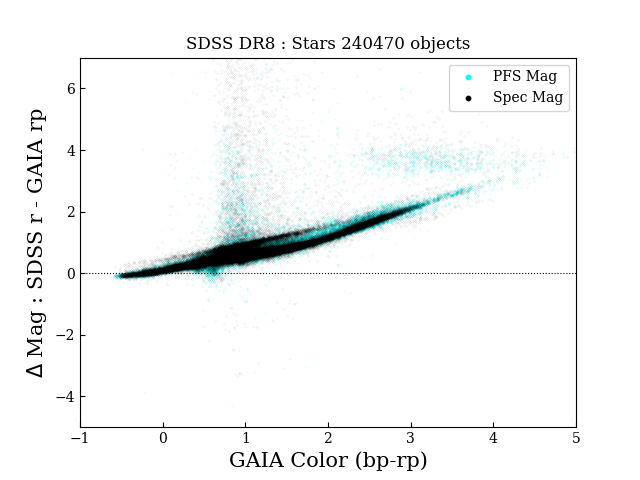 SDSS DR8 : Stars 240470 objects
PFS Mag
Spec Mag
Δ Mag : SDSS r - GAIA rp
6
4
2
0
−2
−4
−1 0 1 2 3 4 5
GAIA Color (bp-rp)